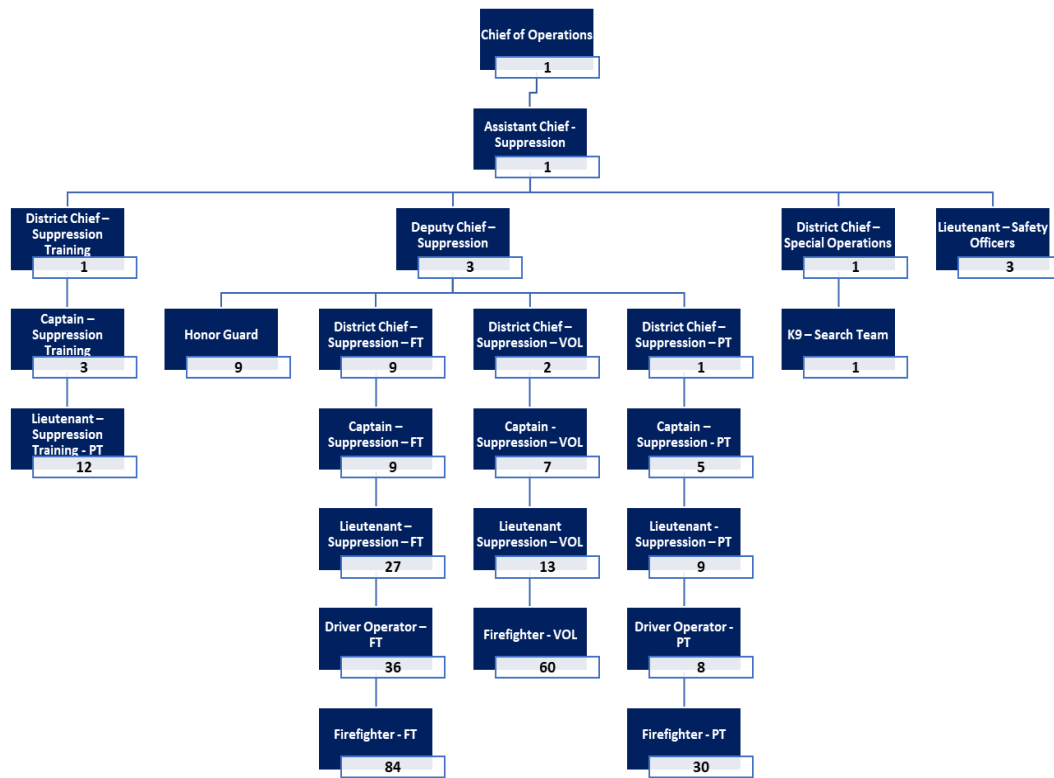 Chief of Operations
1
Assistant Chief -
Suppression
1
District Chief –
Suppression
Training
1
Deputy Chief –
Suppression
3
District Chief –
Special Operations
1
Lieutenant – Safety
Officers
3
Captain –
Suppression
Training
3
Honor Guard
9
District Chief –
Suppression – FT
9
District Chief –
Suppression – VOL
2
District Chief –
Suppression – PT
1
K9 – Search Team
1
Lieutenant –
Suppression
Training - PT
12
Captain –
Suppression – FT
9
Captain -
Suppression – VOL
7
Captain –
Suppression - PT
5
Lieutenant –
Suppression – FT
27
Lieutenant
Suppression – VOL
13
Lieutenant -
Suppression – PT
9
Driver Operator –
FT
36
Firefighter - VOL
60
Driver Operator -
PT
8
Firefighter - FT
84
Firefighter - PT
30